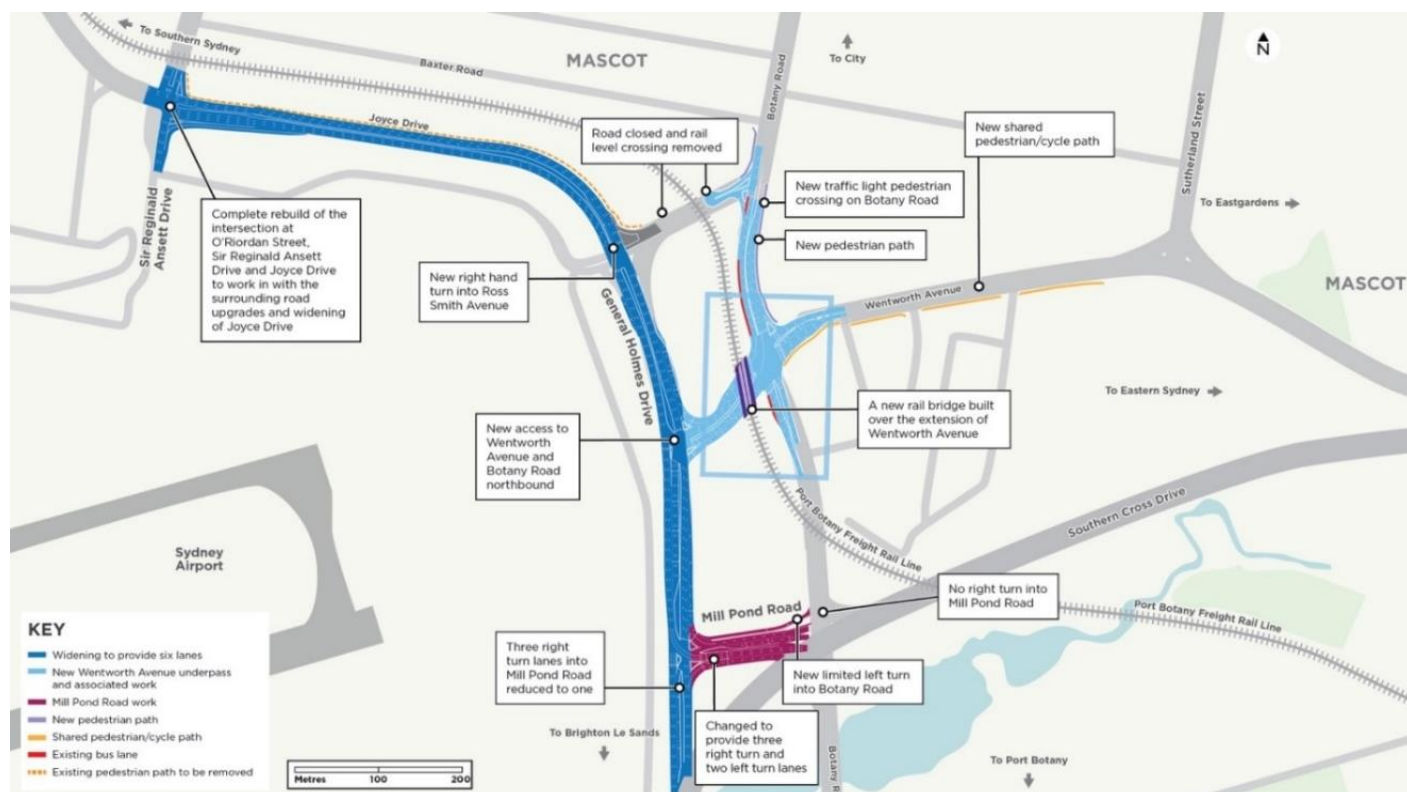 To Southern Sydney
MASCOT
To City
N
Baxter Road
Botany Road
Joyce Drive
Road closed and rail
level crossing removed
New shared
pedestrian/cycle path
Sutherland Street
New traffic light pedestrian
crossing on Botany Road
To Eastgardens
Sir Reginald
Ansett Drive
Complete rebuild of the
intersection at
O'Riordan Street,
Sir Reginald Ansett
Drive and Joyce Drive
to work in with the
surrounding road
upgrades and widening
of Joyce Drive
New pedestrian path
New right hand
turn into Ross
Smith Avenue
General Holmes Drive
Wentworth Avenue
MASCOT
To Eastern Sydney
A new rail bridge built
over the extension of
Wentworth Avenue
New access to
Wentworth
Avenue and
Botany Road
northbound
Port Botany Freight Rail Line
Southern Cross Drive
Sydney
Airport
No right turn into
Mill Pond Road
Mill Pond Road
Port Botany Freight Rail Line
Three right
turn lanes into
Mill Pond Road
reduced to one
New limited left turn
into Botany Road
Changed to
provide three
right turn and
two left turn lanes
To Brighton Le Sands
Botany R
To Port Botany
KEY
Widening to provide six lanes
New Wentworth Avenue underpass
and associated work
Mill Pond Road work
New pedestrian path
Shared pedestrian/cycle path
Existing bus lane
Existing pedestrian path to be removed
Metres 100 200